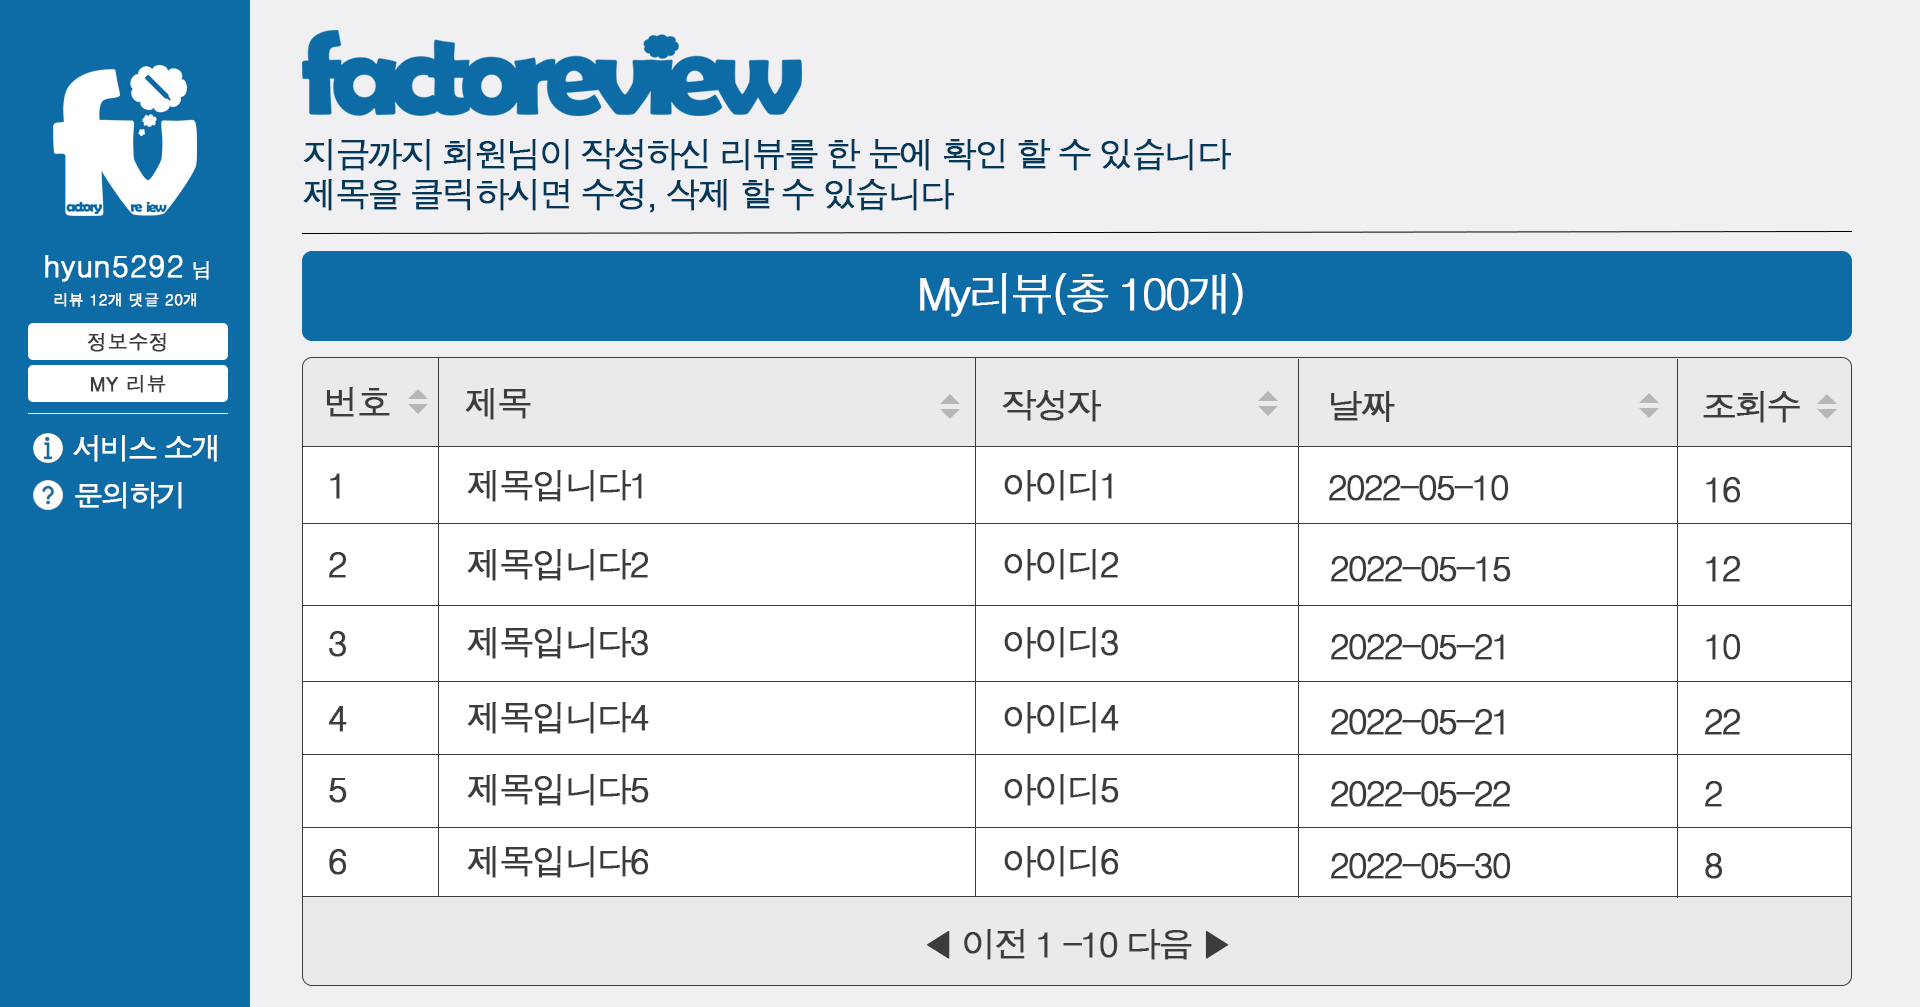 actory re iew
hyun5292 님
리뷰 12개 댓글 20개
정보수정
MY 리뷰
서비스 소개
문의하기
factoreview
지금까지 회원님이 작성하신 리뷰를 한 눈에 확인 할 수 있습니다
제목을 클릭하시면 수정, 삭제 할 수 있습니다
My리뷰(총 100개)
번호 제목 작성자 날짜 조회수
1 제목입니다1 아이디1 2022-05-10 16
2 제목입니다2 아이디2 2022-05-15 12
3 제목입니다3 아이디3 2022-05-21 10
4 제목입니다4 아이디4 2022-05-21 22
5 제목입니다5 아이디5 2022-05-22 2
6 제목입니다6 아이디6 2022-05-30 8
◀ 이전 1 -10 다음 ▶